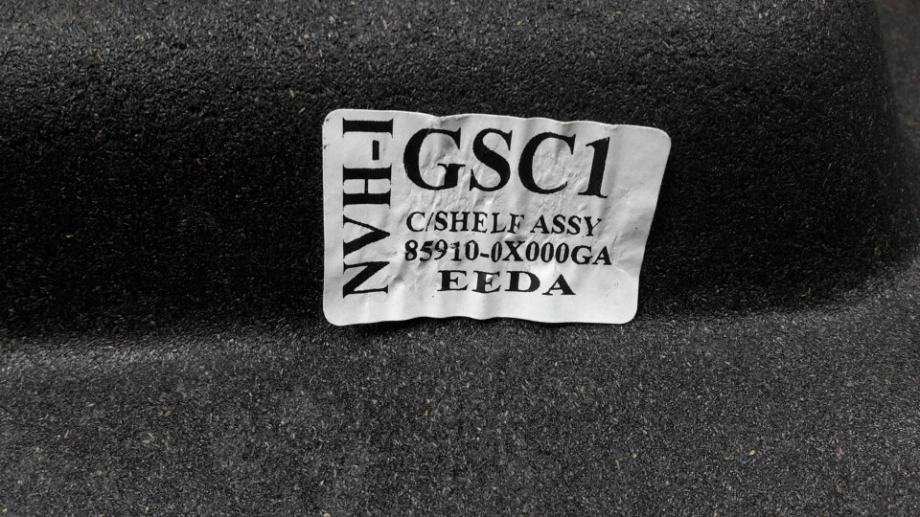 NVH-I
GSC1
C/SHELF ASSY
85910-0X000GA
EEDA